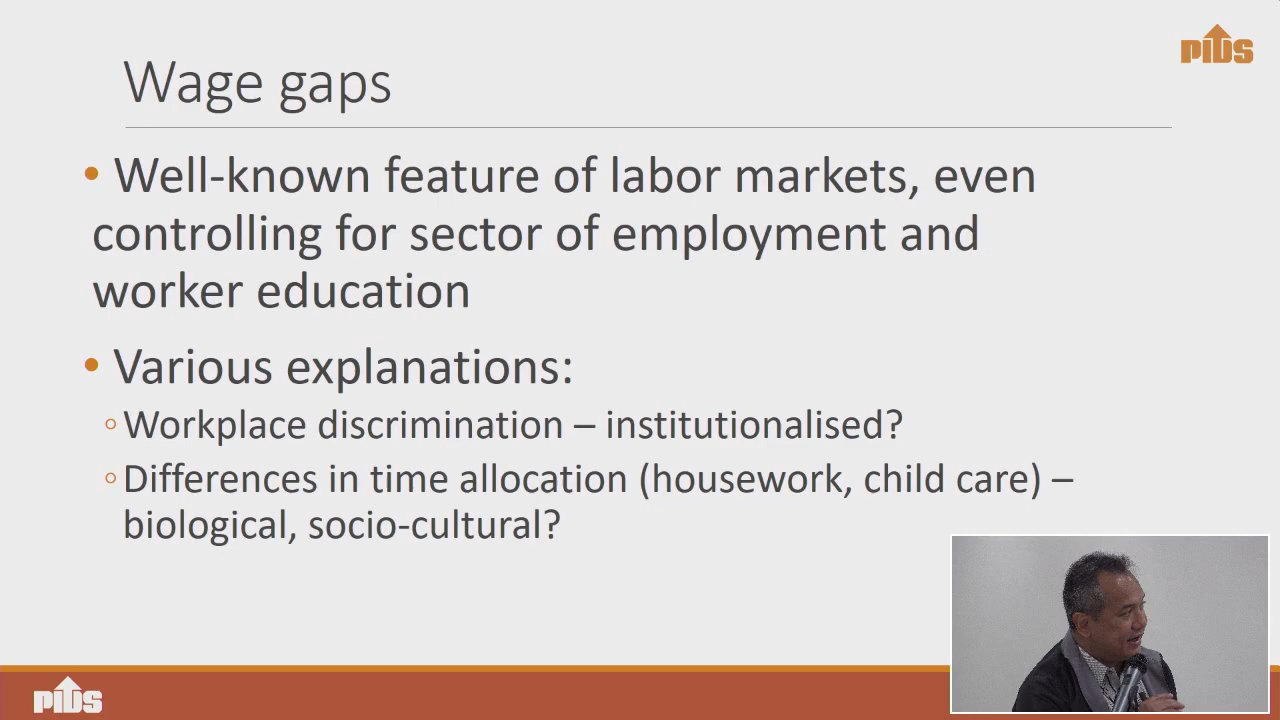 PIDS
Wage gaps
• Well-known feature of labor markets, even
controlling for sector of employment and
worker education
• Various explanations:
◦ Workplace discrimination – institutionalised?
◦ Differences in time allocation (housework, child care) –
biological, socio-cultural?
PIDS